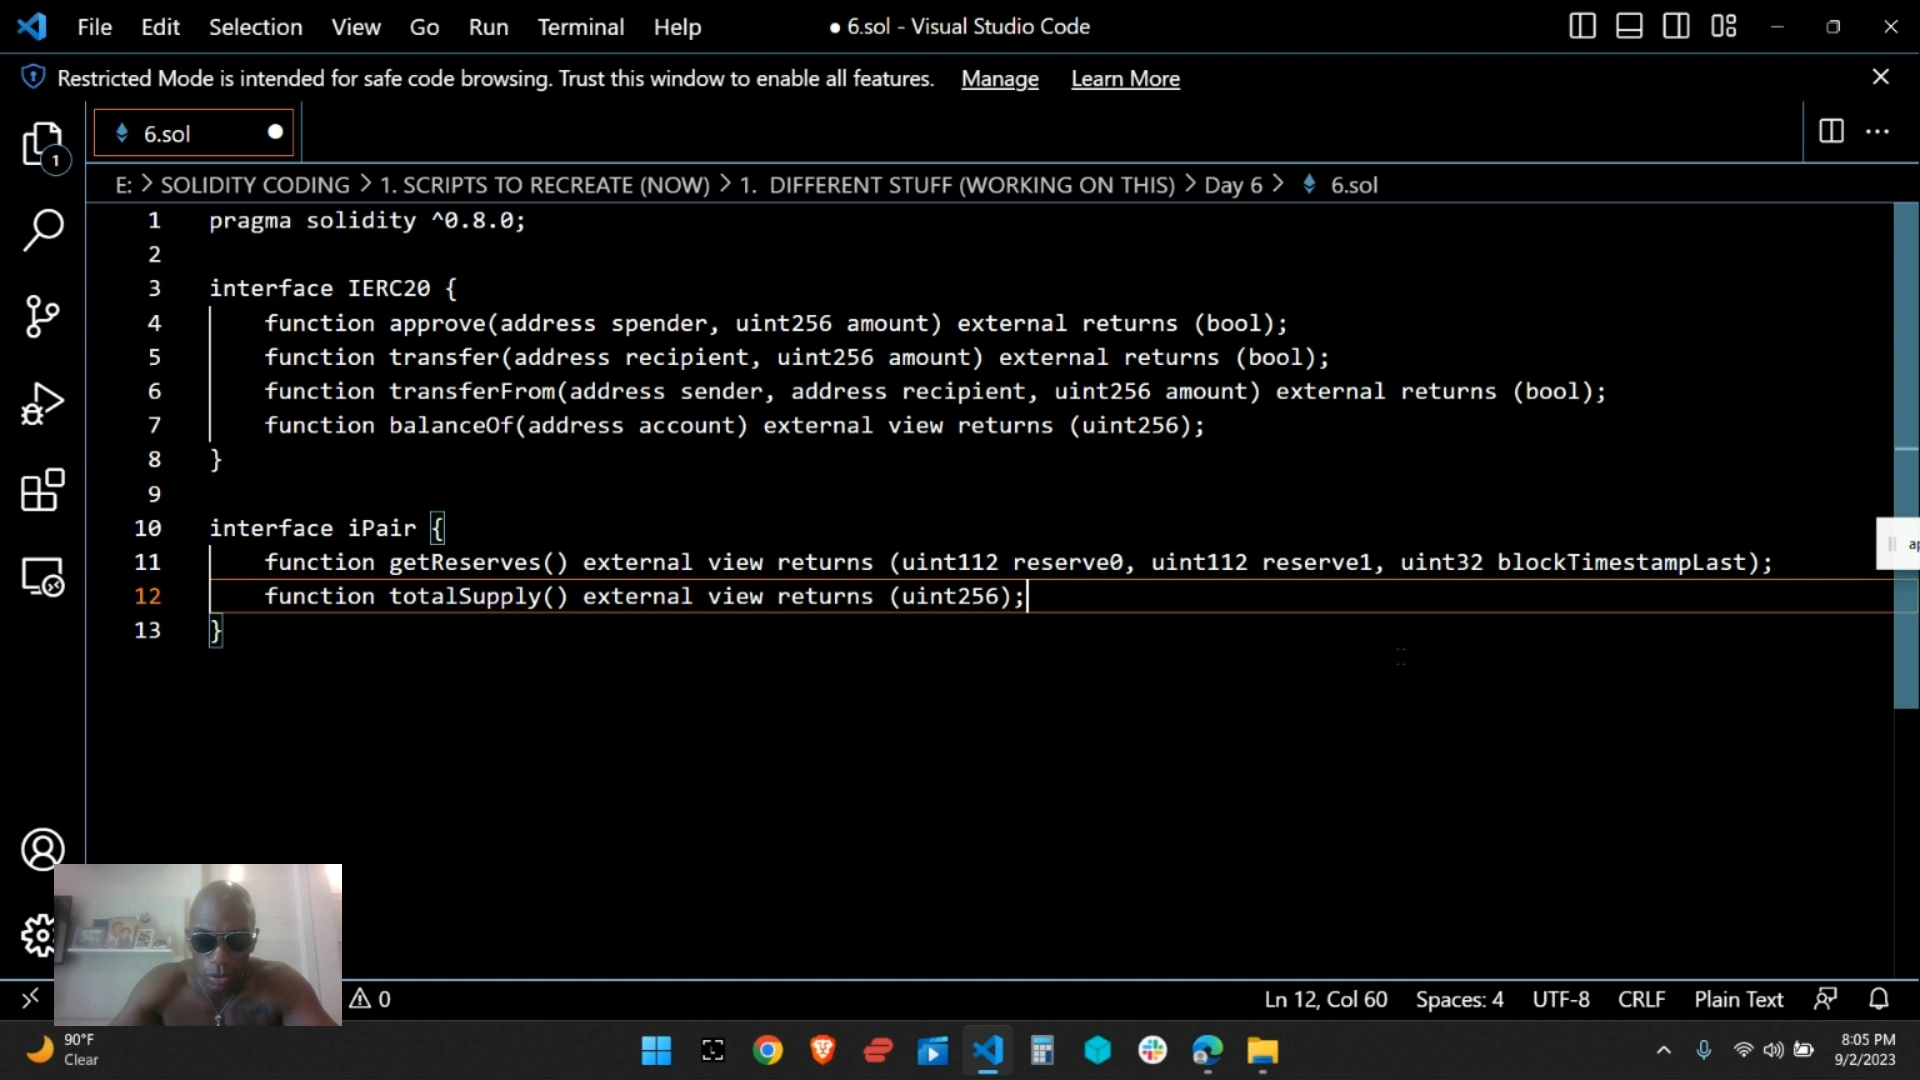 File Edit Selection View Go Run Terminal Help
● 6.sol - Visual Studio Code
Restricted Mode is intended for safe code browsing. Trust this window to enable all features. Manage Learn More
6.sol
1
E: > SOLIDITY CODING > 1. SCRIPTS TO RECREATE (NOW) > 1. DIFFERENT STUFF (WORKING ON THIS) > Day 6 > 6.sol
1 pragma solidity ^0.8.0;
2
3 interface IERC20 {
4 function approve(address spender, uint256 amount) external returns (bool);
5 function transfer(address recipient, uint256 amount) external returns (bool);
6 function transferFrom(address sender, address recipient, uint256 amount) external returns (bool);
7 function balanceOf(address account) external view returns (uint256);
8 }
9
10 interface iPair {
11 function getReserves() external view returns (uint112 reserve0, uint112 reserve1, uint32 blockTimestampLast);
12 function totalSupply() external view returns (uint256);
13 }
0
Ln 12, Col 60 Spaces: 4 UTF-8 CRLF Plain Text
90°F
Clear
8:05 PM
9/2/2023